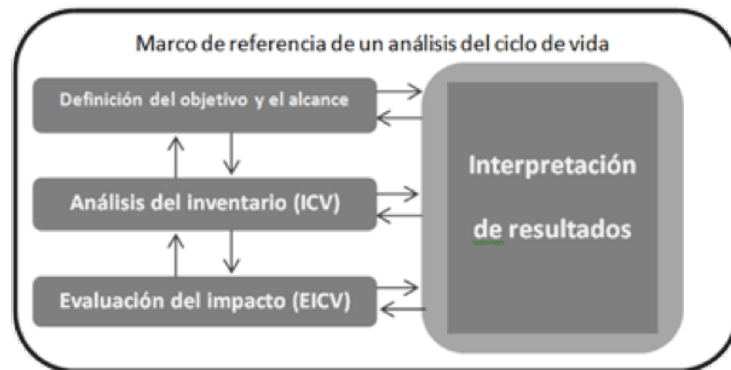 Marco de referencia de un análisis del ciclo de vida
Definición del objetivo y el alcance
Análisis del inventario (ICV)
Evaluación del impacto (EICV)
Interpretación
de resultados